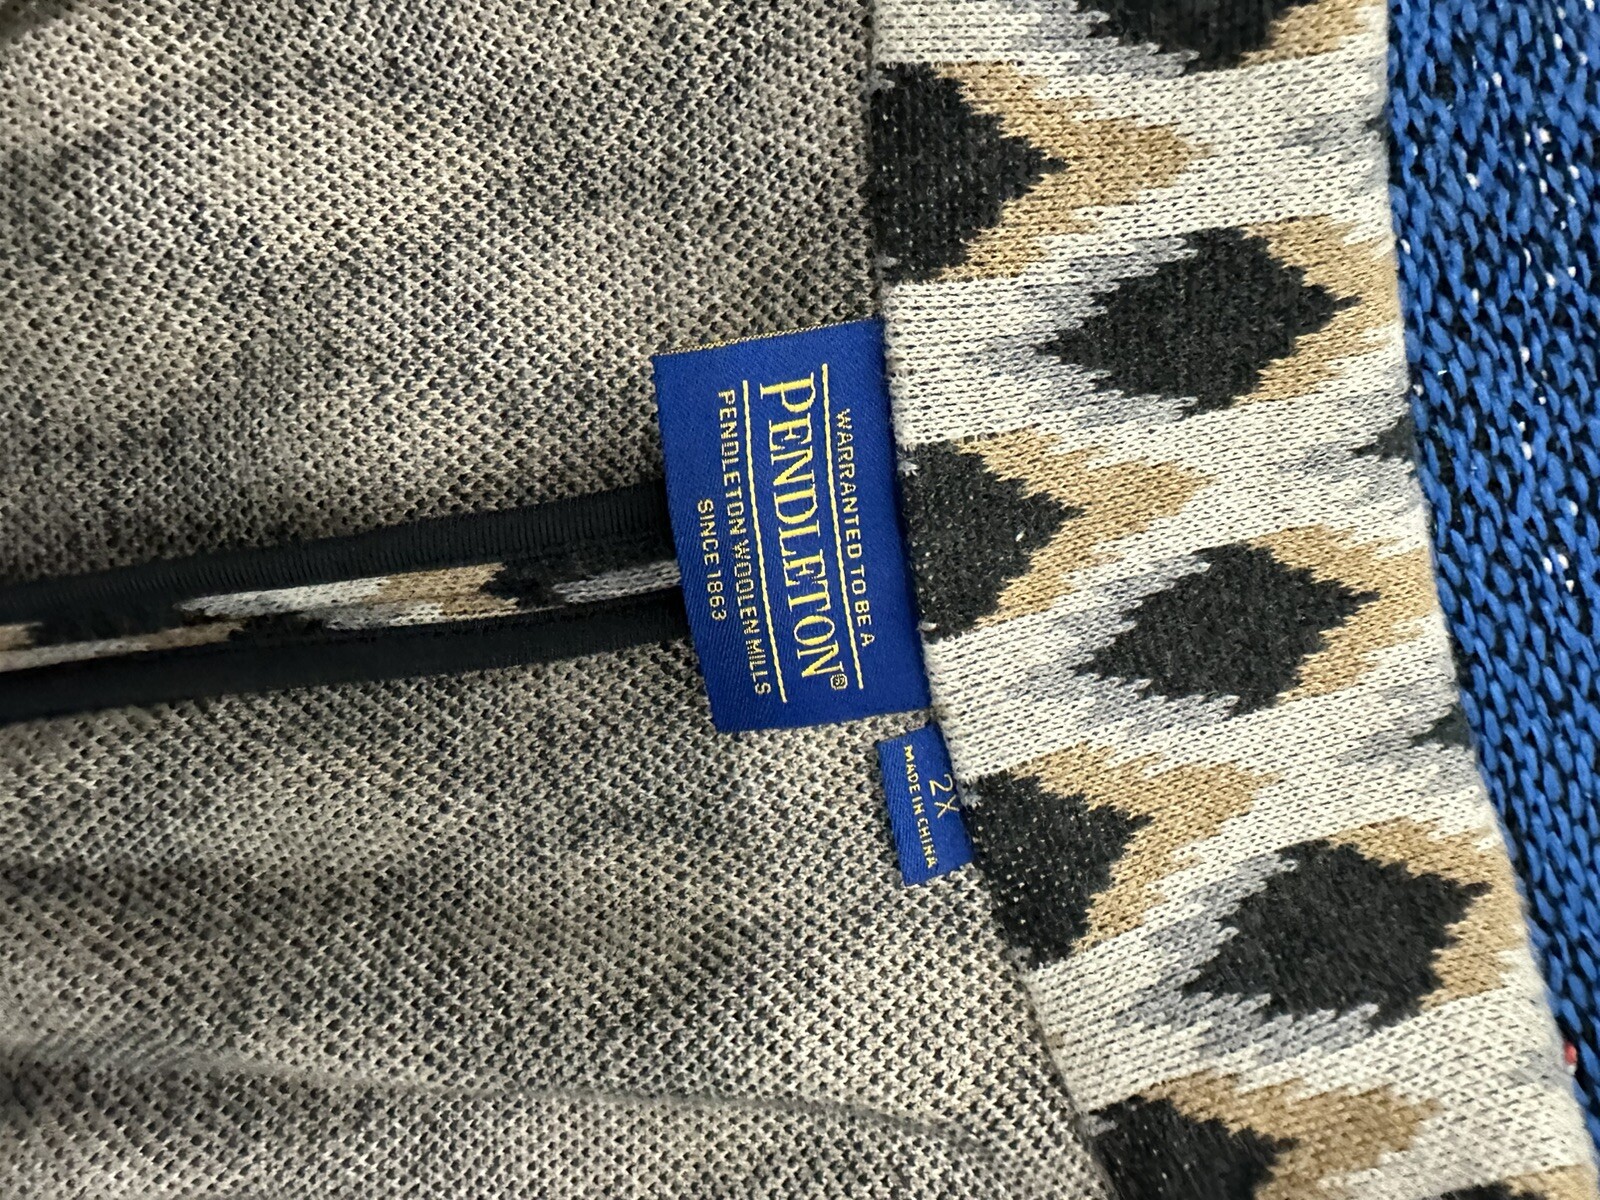 WARRANTED TO BE A
PENDLETON®
PENDLETON WOOLEN MILLS
SINCE 1863
2X
MADE IN CHINA